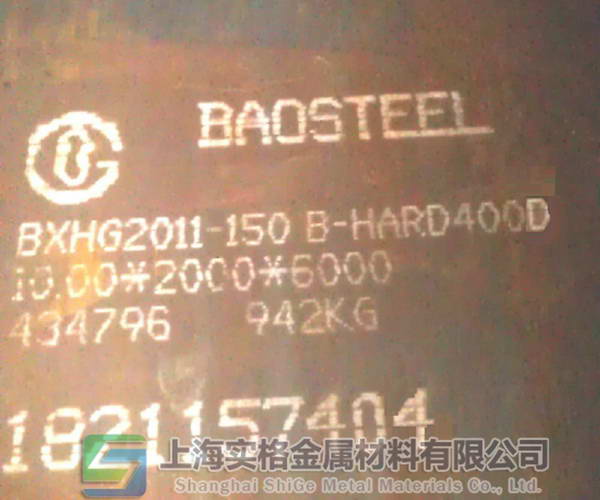 BAOSTEEL
BXHG2011-150 B-HARD400D
10.00*2000*6000
434796 942KG
1821157404
上海实格金属材料有限公司
Shanghai ShiGe Metal Materials Co., Ltd.